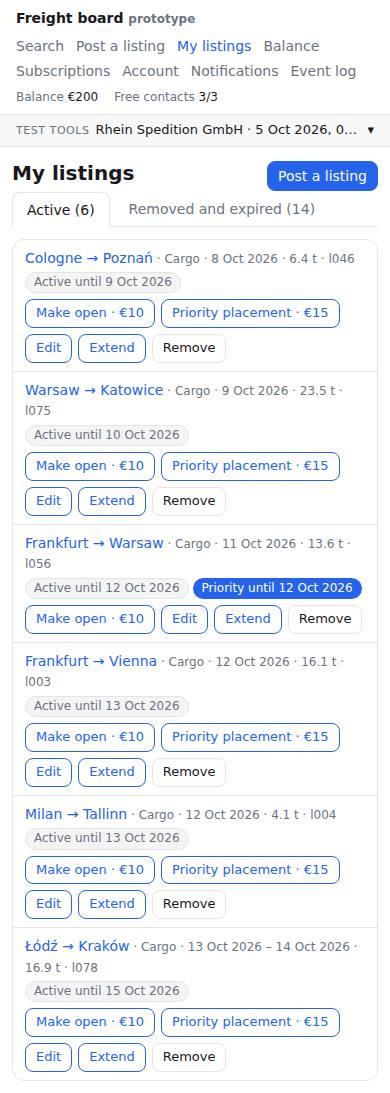 Freight board prototype
Search Post a listing My listings Balance
Subscriptions Account Notifications Event log
Balance €200 Free contacts 3/3
TEST TOOLS Rhein Spedition GmbH · 5 Oct 2026, 0... ▼
My listings
Post a listing
Active (6) Removed and expired (14)
Cologne → Poznań · Cargo · 8 Oct 2026 · 6.4 t · l046
Active until 9 Oct 2026
Make open · €10 Priority placement · €15
Edit Extend Remove
Warsaw → Katowice · Cargo · 9 Oct 2026 · 23.5 t ·
l075
Active until 10 Oct 2026
Make open · €10 Priority placement · €15
Edit Extend Remove
Frankfurt → Warsaw · Cargo · 11 Oct 2026 · 13.6 t ·
l056
Active until 12 Oct 2026 Priority until 12 Oct 2026
Make open · €10 Edit Extend Remove
Frankfurt → Vienna · Cargo · 12 Oct 2026 · 16.1 t ·
l003
Active until 13 Oct 2026
Make open · €10 Priority placement · €15
Edit Extend Remove
Milan → Tallinn · Cargo · 12 Oct 2026 · 4.1 t · l004
Active until 13 Oct 2026
Make open · €10 Priority placement · €15
Edit Extend Remove
Łódź → Kraków · Cargo · 13 Oct 2026 – 14 Oct 2026 ·
16.9 t · l078
Active until 15 Oct 2026
Make open · €10 Priority placement · €15
Edit Extend Remove